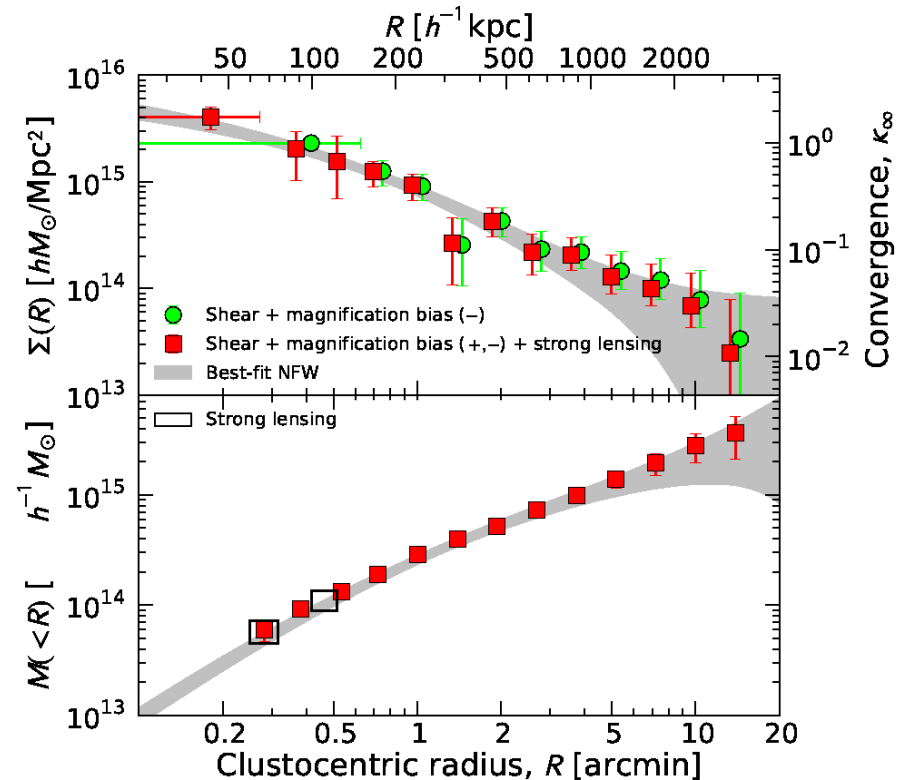 R [h⁻¹ kpc]
50 100 200 450 1000 2000
10¹⁶
10¹⁵
10¹⁴
10¹³
Σ(R) [hM⊙/Mpc²]
10⁰
10⁻¹
10⁻²
Convergence, κ∞
Shear + magnification bias (−)
Shear + magnification bias (+,−) + strong lensing
Best-fit NFW
Strong lensing
10¹⁵
10¹⁴
10¹³
M(<R) [ h⁻¹ M⊙]
0.2 0.5 1 2 5 10 20
Clustocentric radius, R [arcmin]